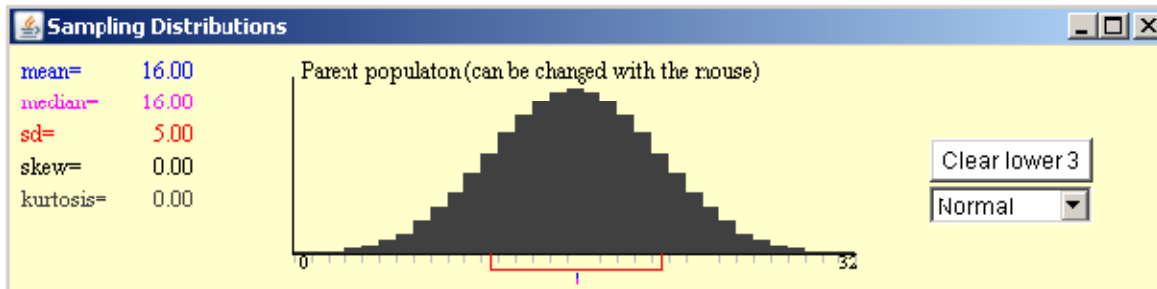 Sampling Distributions
mean= 16.00
median= 16.00
sd= 5.00
skew= 0.00
kurtosis= 0.00
Parent populaton (can be changed with the mouse)
0 32
Clear lower 3
Normal